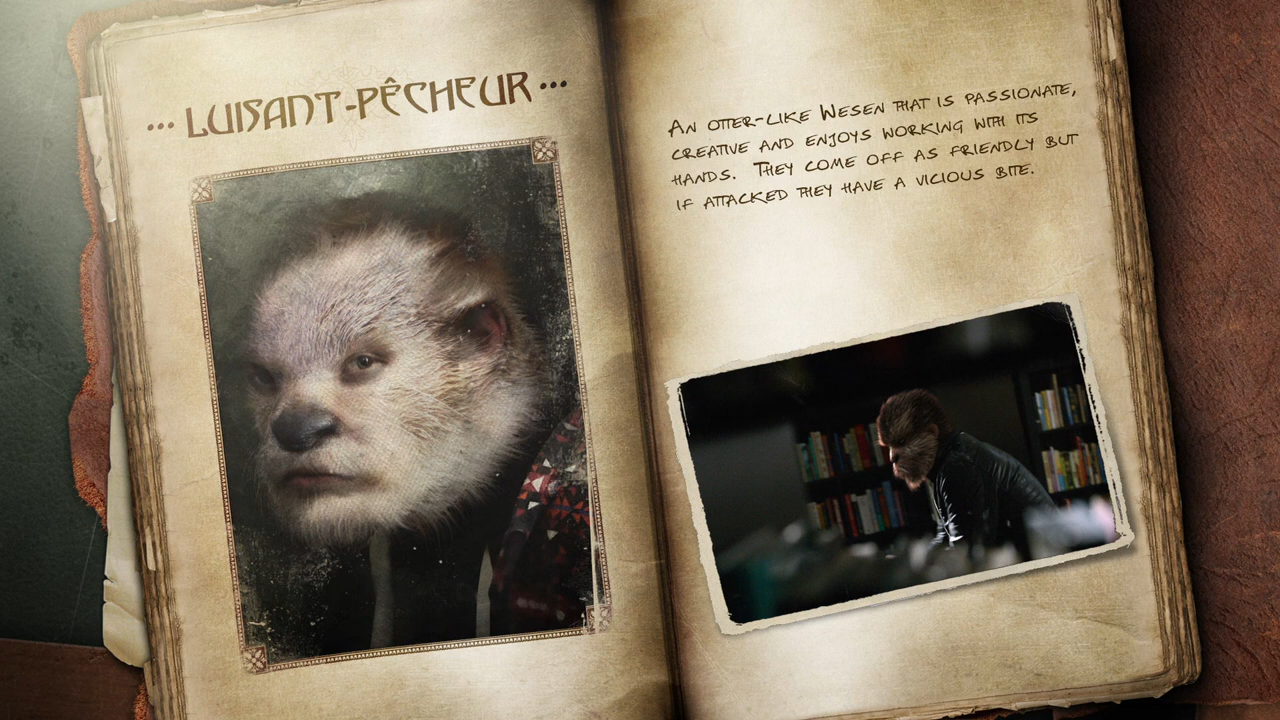 ... LUISANT-PÊCHEUR ...
AN OTTER-LIKE WESEN THAT IS PASSIONATE,
CREATIVE AND ENJOYS WORKING WITH ITS
HANDS. THEY COME OFF AS FRIENDLY BUT
IF ATTACKED THEY HAVE A VICIOUS BITE.